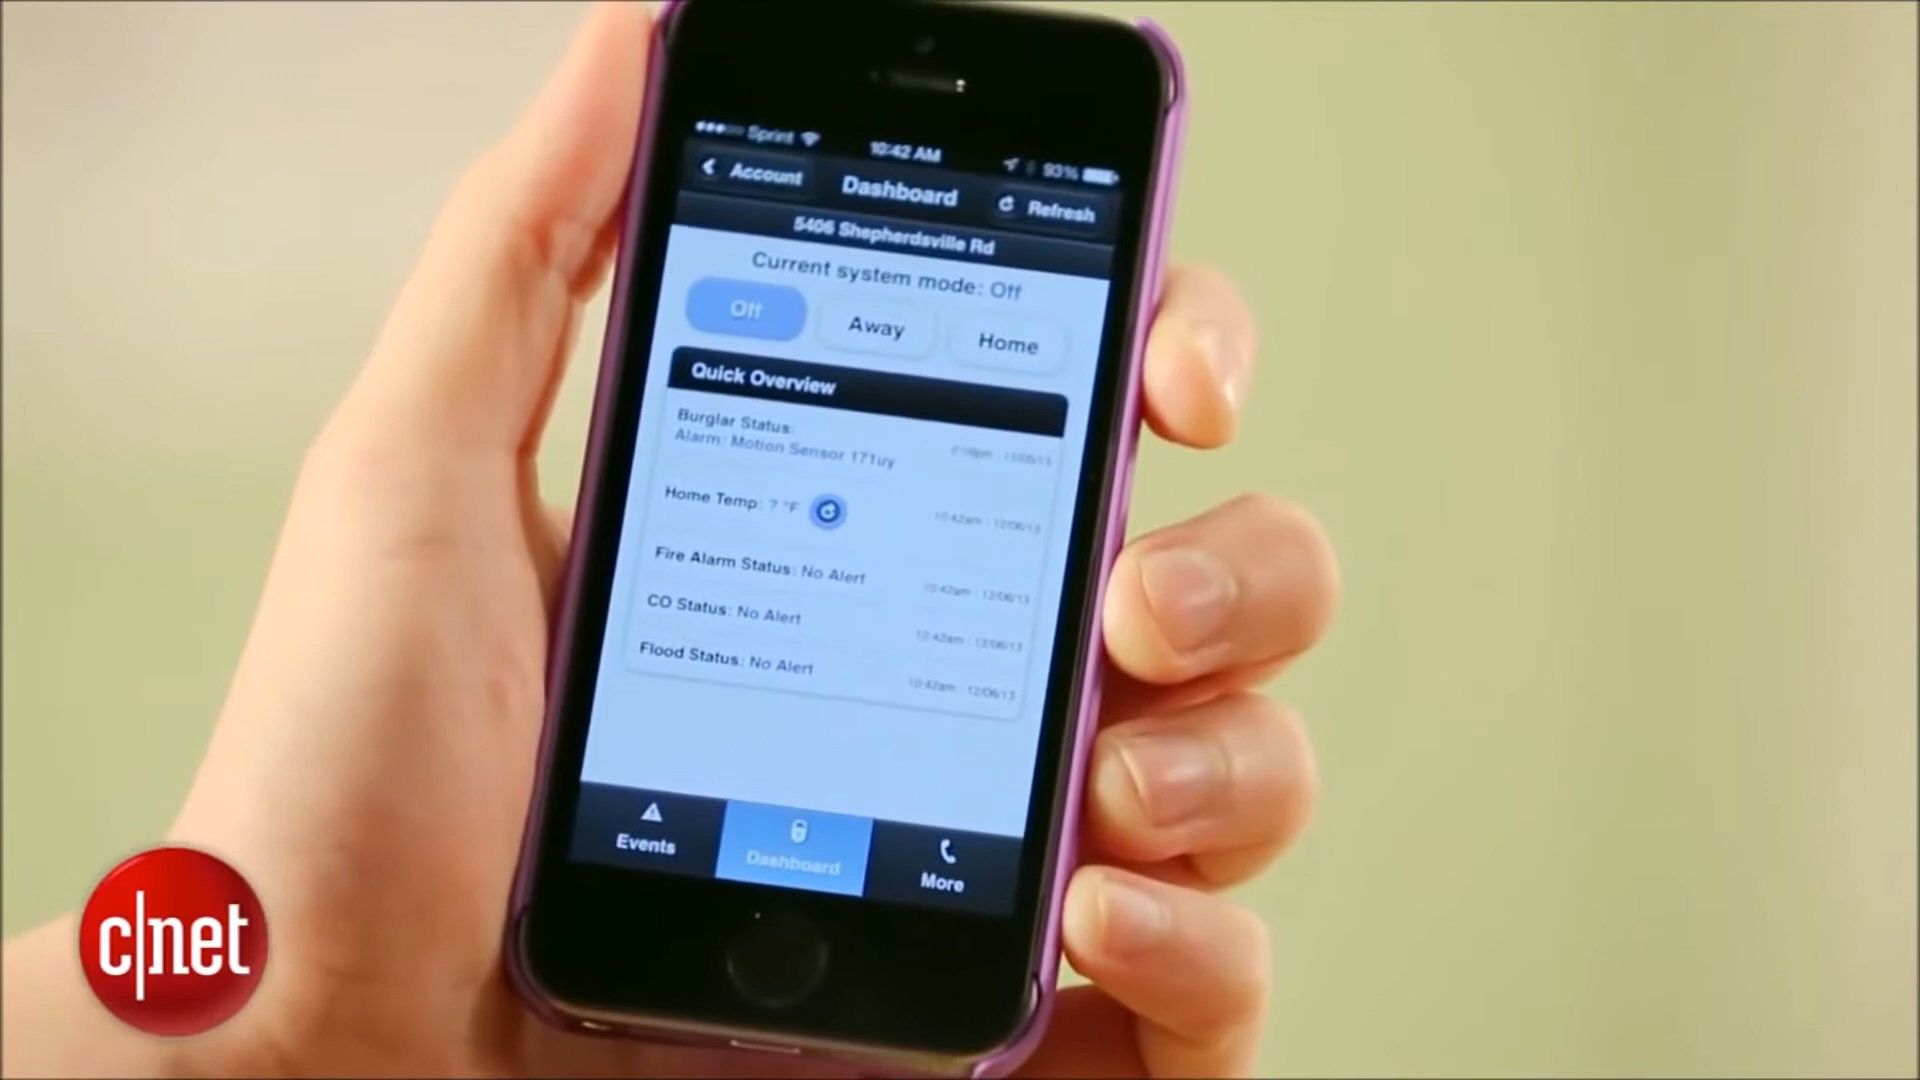 Sprint
10:42 AM
93%
Account
Dashboard
Refresh
5406 Shepherdsville Rd
Current system mode: Off
Off
Away
Home
Quick Overview
Burglar Status:
Alarm: Motion Sensor 171uy
Home Temp: ? °F
10:42am - 12/06/13
Fire Alarm Status: No Alert
10:42am - 12/06/13
CO Status: No Alert
10:42am - 12/06/13
Flood Status: No Alert
10:42am - 12/06/13
Events
Dashboard
More
c|net